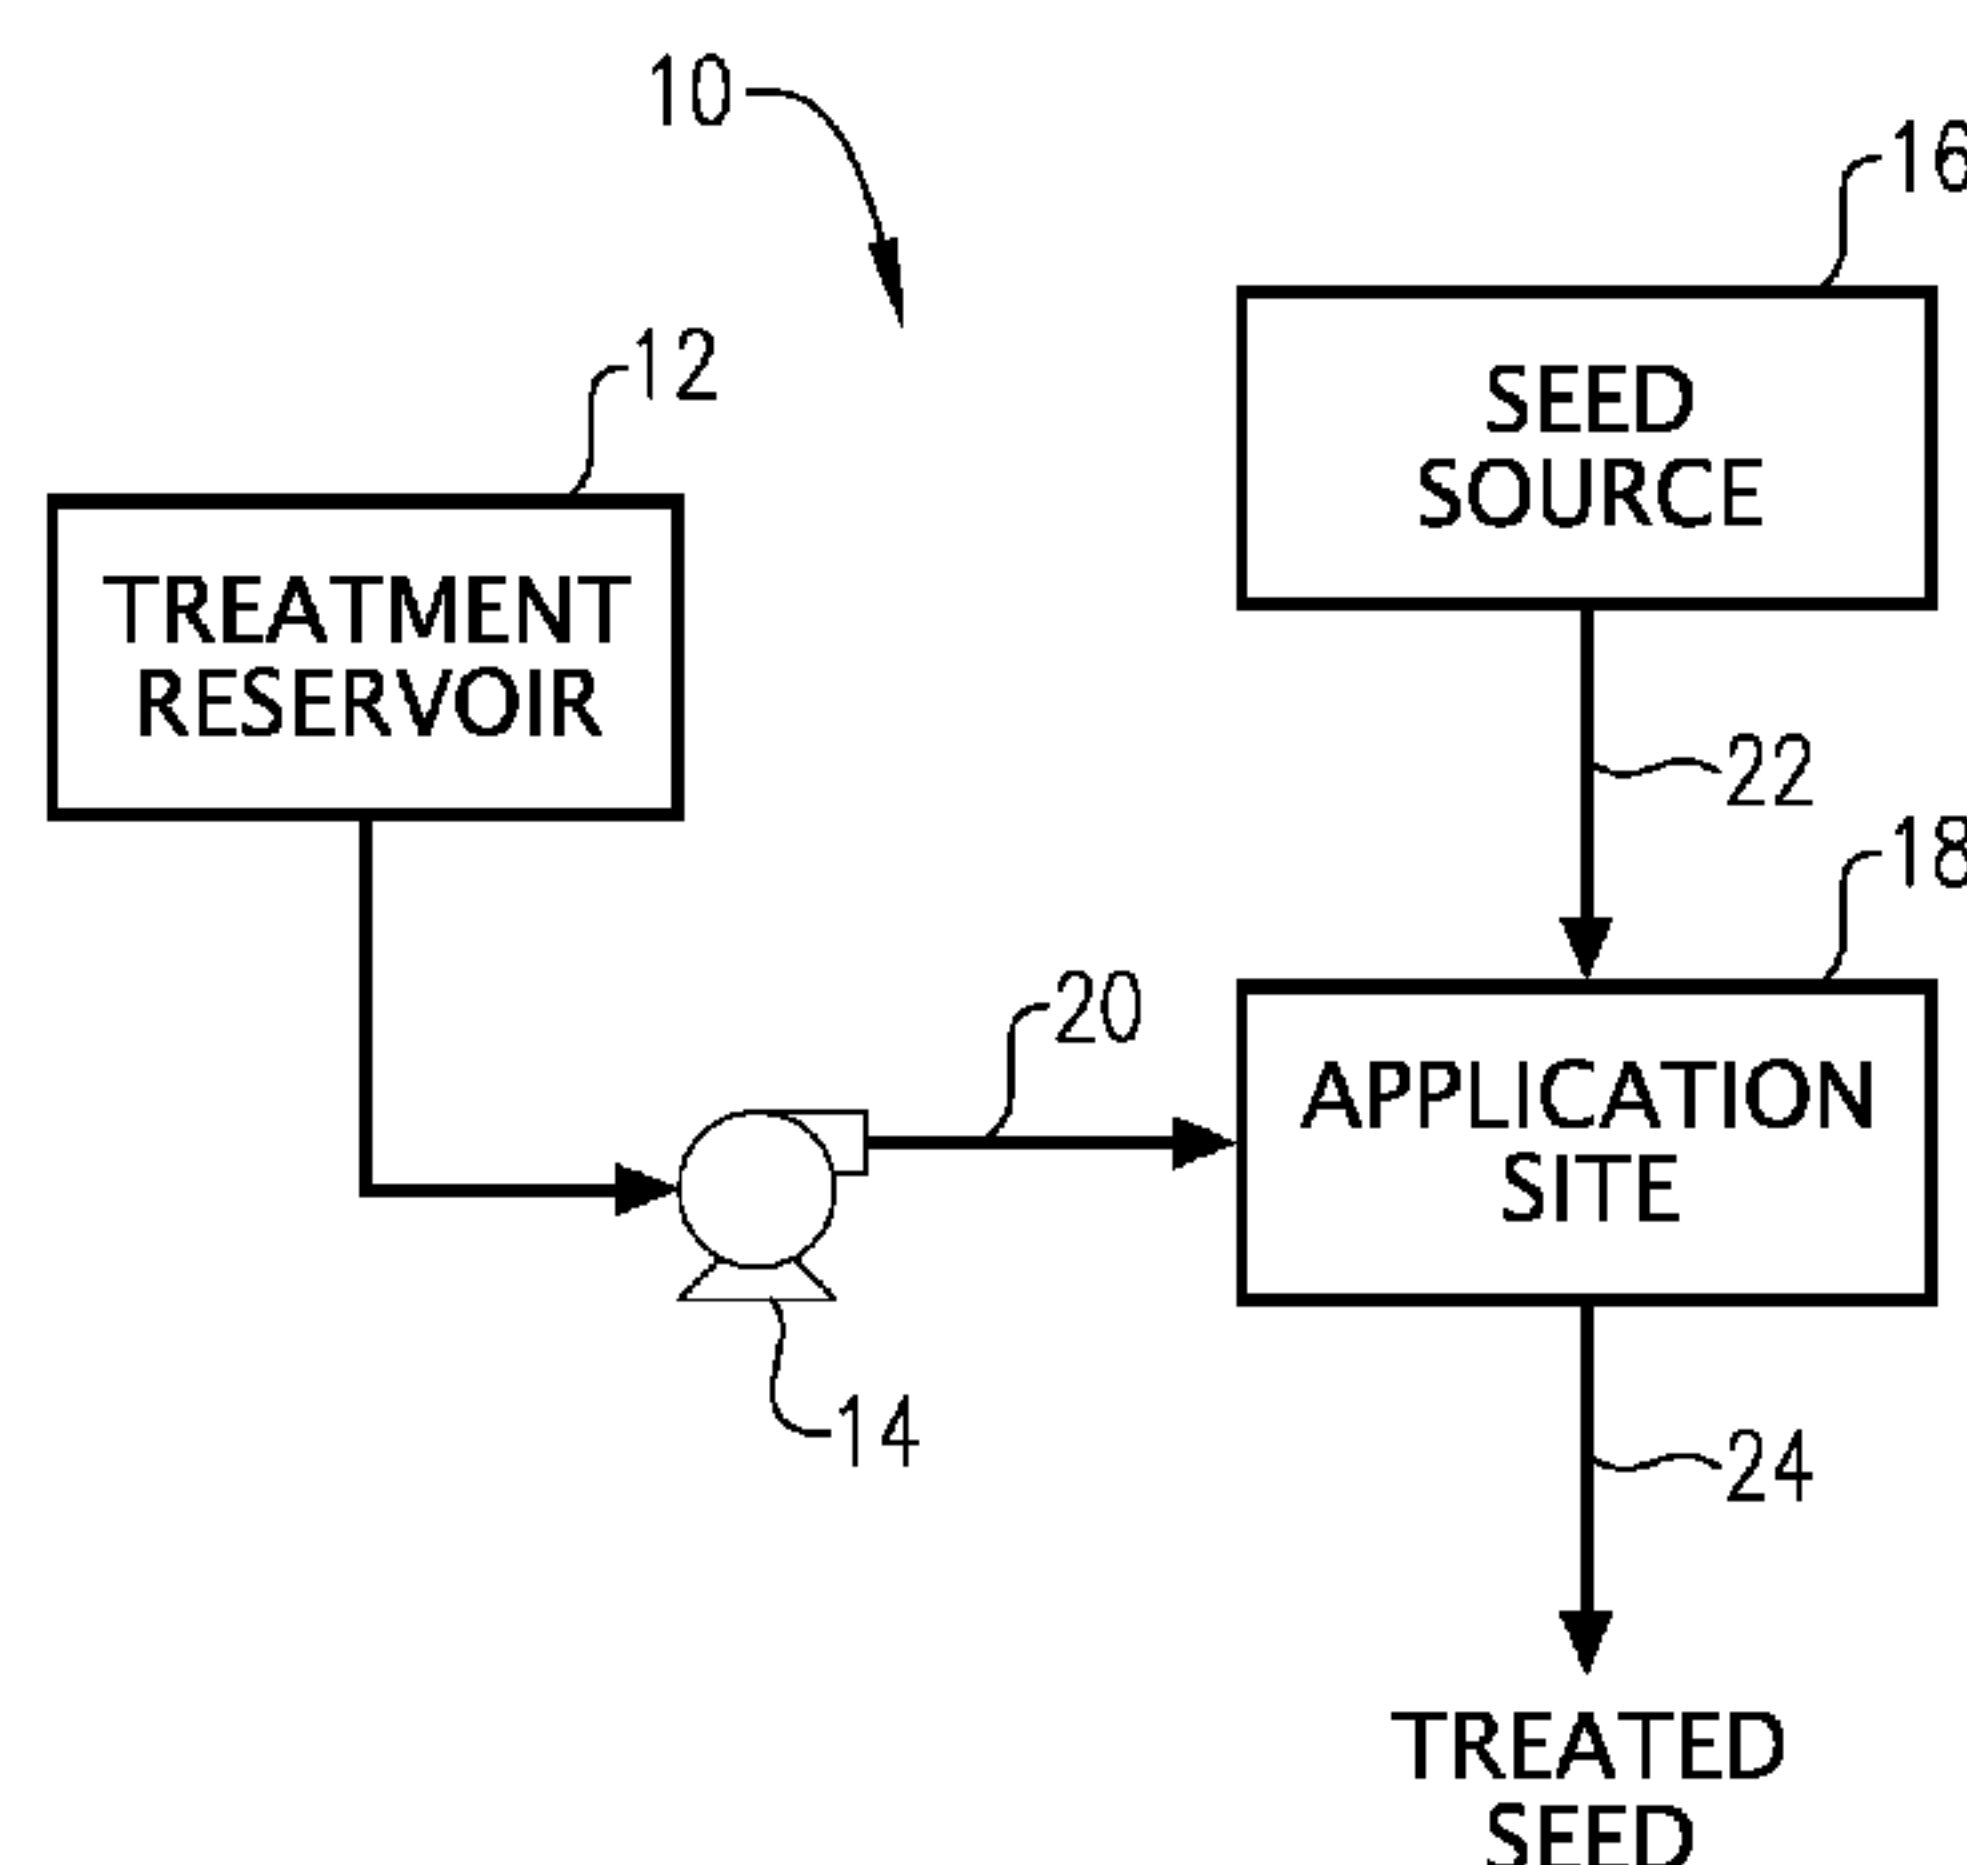 10
16
12
SEED
SOURCE
TREATMENT
RESERVOIR
22
18
20
APPLICATION
SITE
14
24
TREATED
SEED